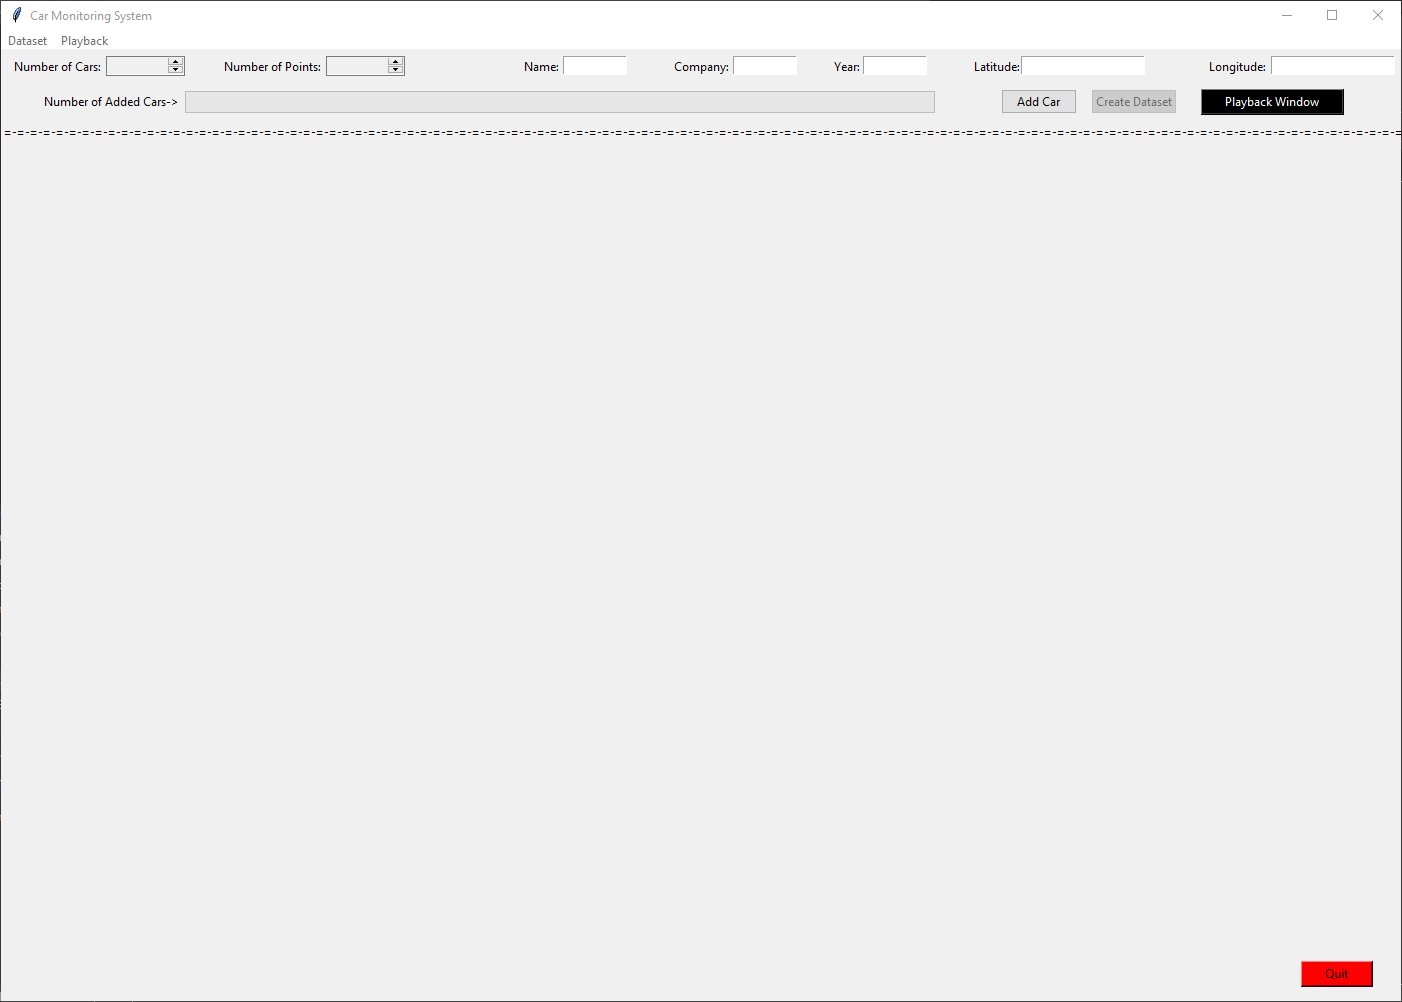 Car Monitoring System
Dataset Playback
Number of Cars: Number of Points: Name: Company: Year: Latitude: Longitude:
Number of Added Cars-> Add Car Create Dataset Playback Window
=-=-=-=-=-=-=-=-=-=-=-=-=-=-=-=-=-=-=-=-=-=-=-=-=-=-=-=-=-=-=-=-=-=-=-=-=-=-=-=-=-=-=-=-=-=-=-=-=-=-=-=-=-=-=-=-=-=-=-=-=-=-=-=-=-=-=-=-=-=-=-=-=-=-=-=-=-=-=-=-=-=-=-=-=-=-=-=-=-=-=-=-=-=-=-=-=-=-=-=-=-=-=-=-=-=-=-=
Quit